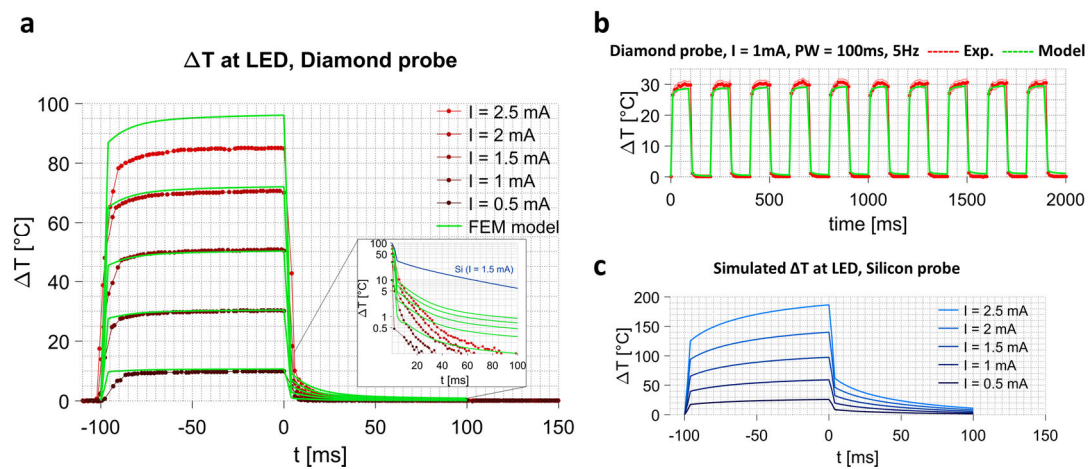 a
ΔT at LED, Diamond probe
ΔT [°C]
100
80
60
40
20
0
-100
-50
0
50
100
150
t [ms]
I = 2.5 mA
I = 2 mA
I = 1.5 mA
I = 1 mA
I = 0.5 mA
FEM model
ΔT [°C]
100
50
10
5
1
0.5
Si (I = 1.5 mA)
20
40
60
80
100
t [ms]
b
Diamond probe, I = 1mA, PW = 100ms, 5Hz
Exp.
Model
ΔT [°C]
30
20
10
0
0
500
1000
1500
2000
time [ms]
c
Simulated ΔT at LED, Silicon probe
ΔT [°C]
200
150
100
50
0
-100
-50
0
50
100
150
t [ms]
I = 2.5 mA
I = 2 mA
I = 1.5 mA
I = 1 mA
I = 0.5 mA